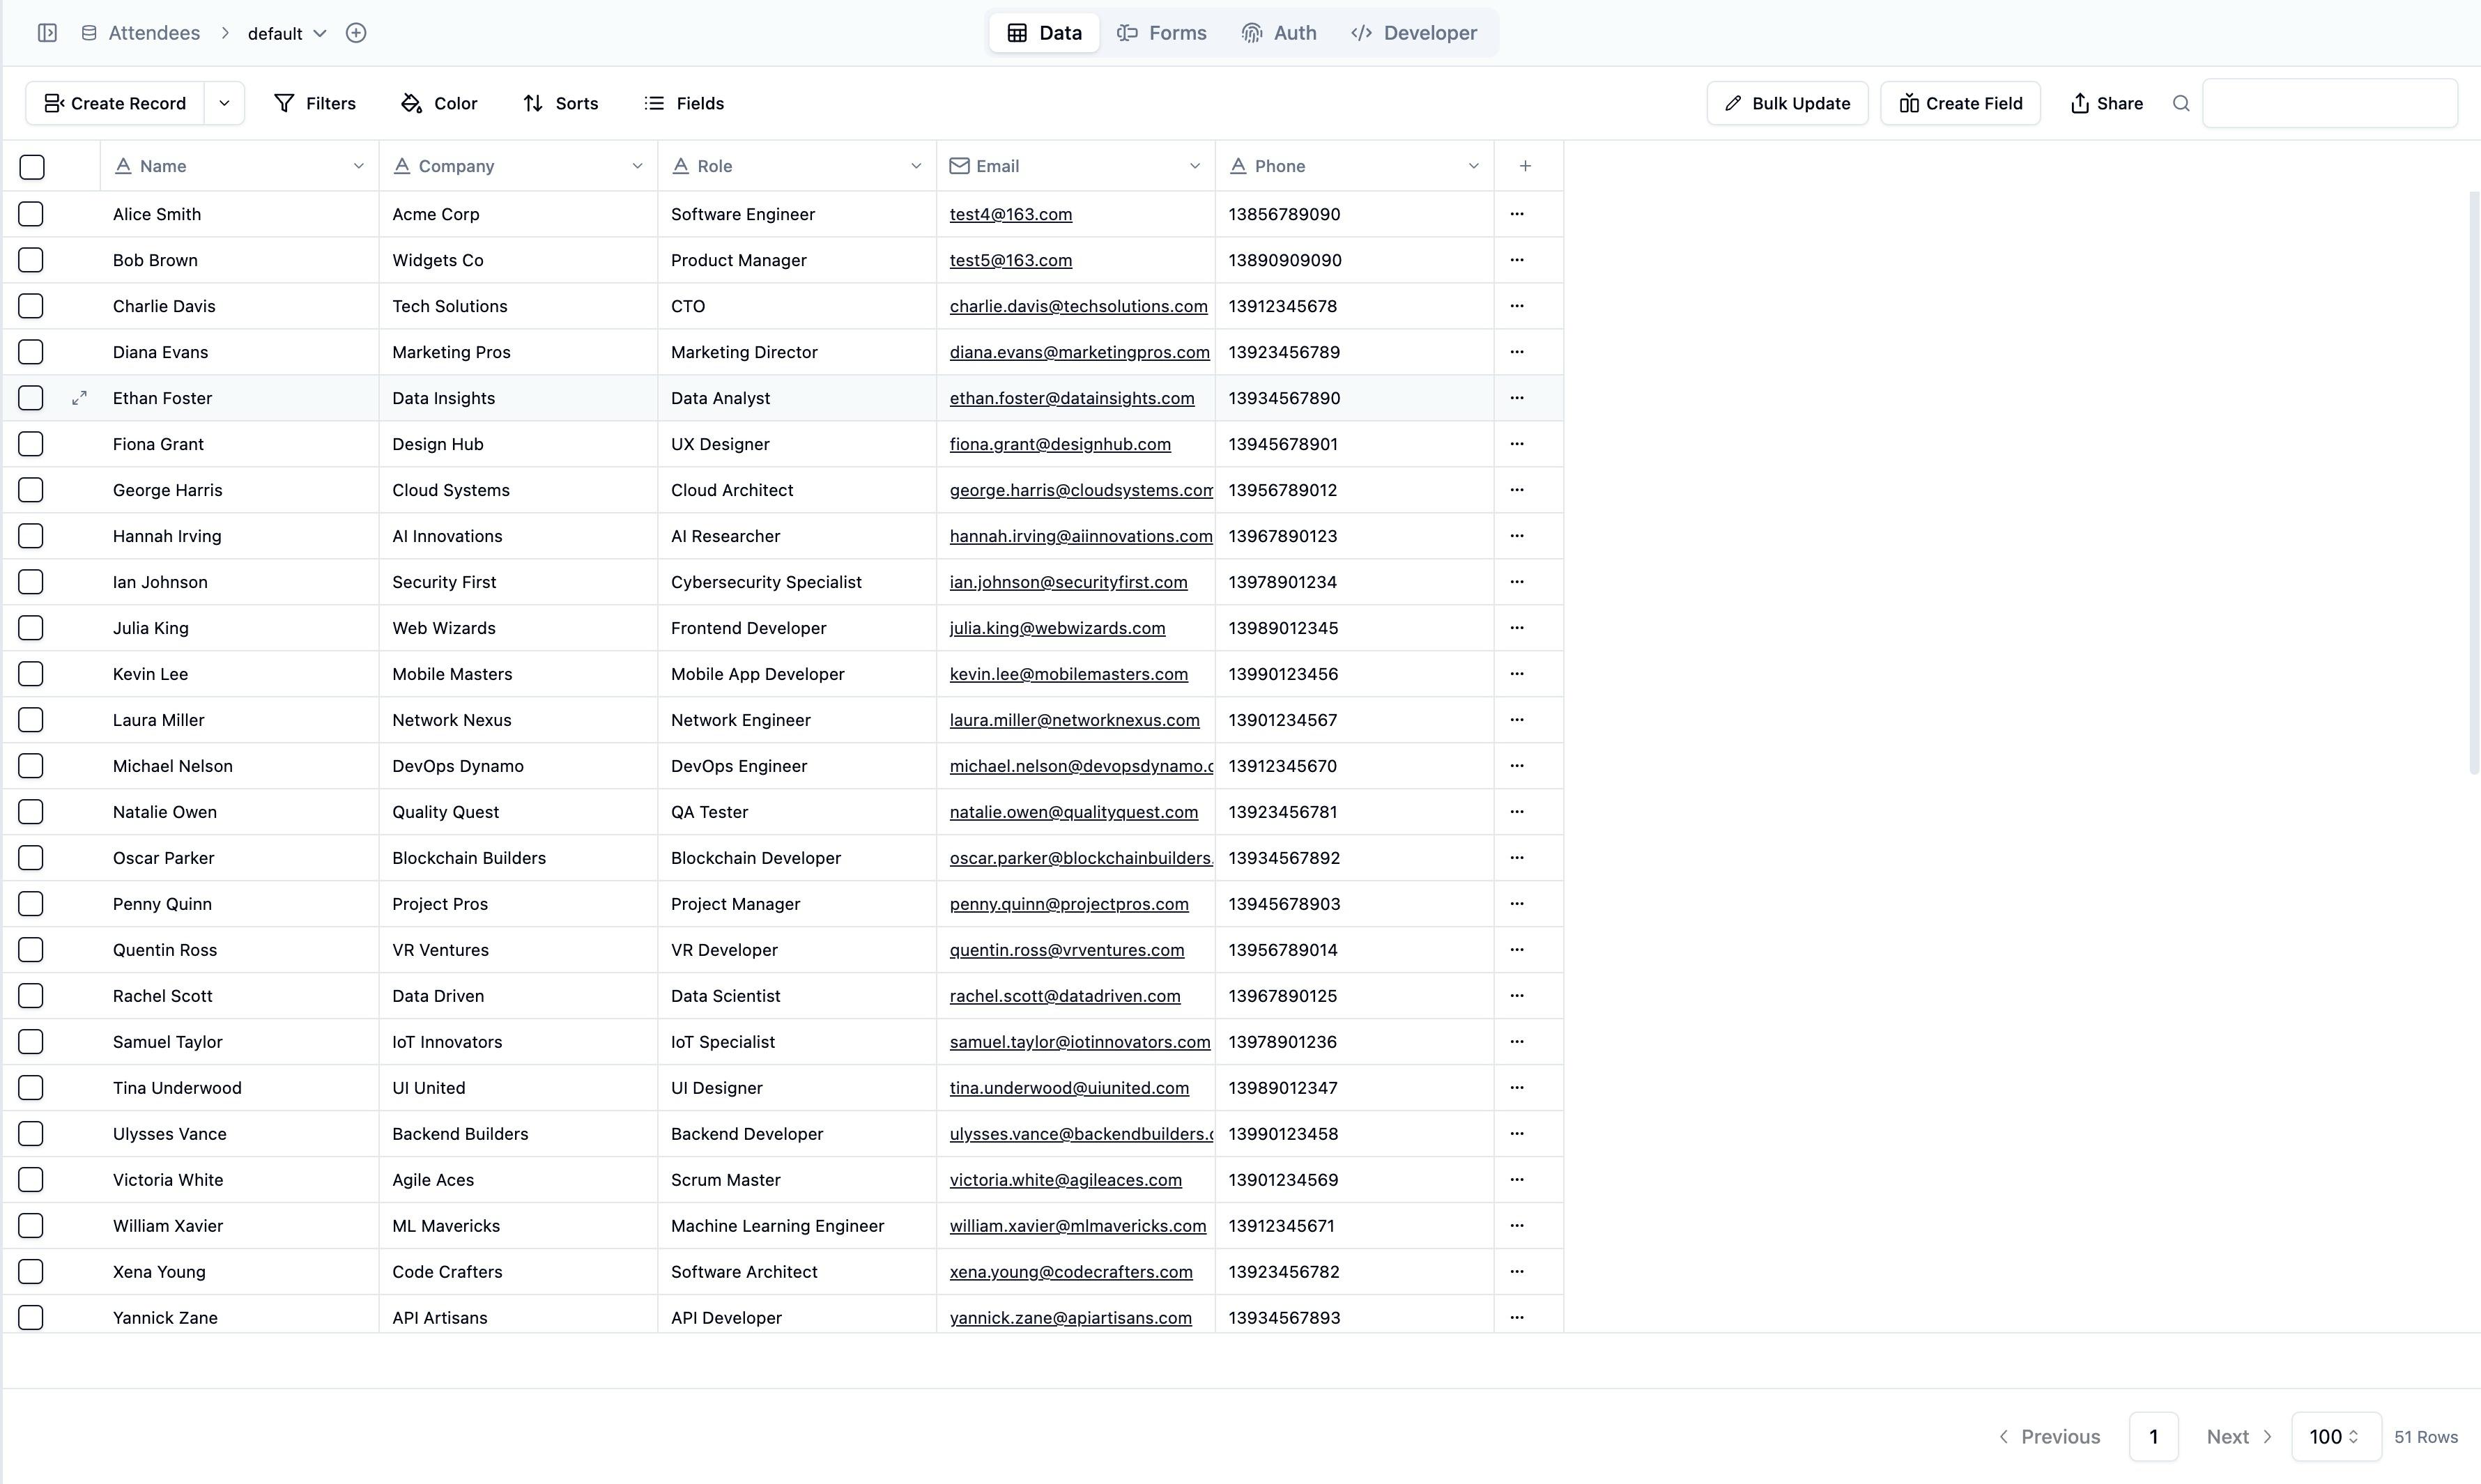 Attendees > default Data Forms Auth Developer
Create Record Filters Color Sorts Fields Bulk Update Create Field Share
Name Company Role Email Phone +
Alice Smith Acme Corp Software Engineer test4@163.com 13856789090 ...
Bob Brown Widgets Co Product Manager test5@163.com 13890909090 ...
Charlie Davis Tech Solutions CTO charlie.davis@techsolutions.com 13912345678 ...
Diana Evans Marketing Pros Marketing Director diana.evans@marketingpros.com 13923456789 ...
Ethan Foster Data Insights Data Analyst ethan.foster@datainsights.com 13934567890 ...
Fiona Grant Design Hub UX Designer fiona.grant@designhub.com 13945678901 ...
George Harris Cloud Systems Cloud Architect george.harris@cloudsystems.com 13956789012 ...
Hannah Irving AI Innovations AI Researcher hannah.irving@aiinnovations.com 13967890123 ...
Ian Johnson Security First Cybersecurity Specialist ian.johnson@securityfirst.com 13978901234 ...
Julia King Web Wizards Frontend Developer julia.king@webwizards.com 13989012345 ...
Kevin Lee Mobile Masters Mobile App Developer kevin.lee@mobilemasters.com 13990123456 ...
Laura Miller Network Nexus Network Engineer laura.miller@networknexus.com 13901234567 ...
Michael Nelson DevOps Dynamo DevOps Engineer michael.nelson@devopsdynamo.c 13912345670 ...
Natalie Owen Quality Quest QA Tester natalie.owen@qualityquest.com 13923456781 ...
Oscar Parker Blockchain Builders Blockchain Developer oscar.parker@blockchainbuilders. 13934567892 ...
Penny Quinn Project Pros Project Manager penny.quinn@projectpros.com 13945678903 ...
Quentin Ross VR Ventures VR Developer quentin.ross@vrventures.com 13956789014 ...
Rachel Scott Data Driven Data Scientist rachel.scott@datadriven.com 13967890125 ...
Samuel Taylor IoT Innovators IoT Specialist samuel.taylor@iotinnovators.com 13978901236 ...
Tina Underwood UI United UI Designer tina.underwood@uiunited.com 13989012347 ...
Ulysses Vance Backend Builders Backend Developer ulysses.vance@backendbuilders.c 13990123458 ...
Victoria White Agile Aces Scrum Master victoria.white@agileaces.com 13901234569 ...
William Xavier ML Mavericks Machine Learning Engineer william.xavier@mlmavericks.com 13912345671 ...
Xena Young Code Crafters Software Architect xena.young@codecrafters.com 13923456782 ...
Yannick Zane API Artisans API Developer yannick.zane@apiartisans.com 13934567893 ...
< Previous 1 Next > 100 51 Rows